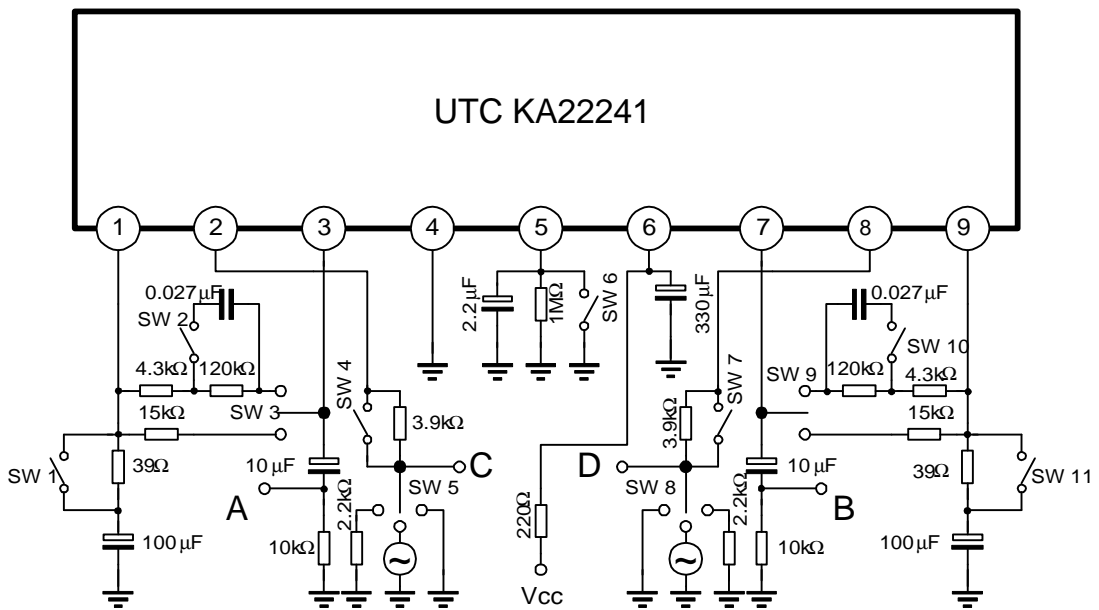 UTC KA22241
1 2 3 4 5 6 7 8 9
0.027μF
SW 2
4.3kΩ 120kΩ
SW 3
15kΩ
SW 1
39Ω
100μF
10μF
A
10kΩ
2.2kΩ
SW 4
3.9kΩ
C
SW 5
2.2μF
1MΩ
SW 6
330μF
220Ω
Vcc
D
SW 7
3.9kΩ
SW 8
2.2kΩ
0.027μF
SW 10
SW 9
120kΩ 4.3kΩ
15kΩ
10μF
B
10kΩ
39Ω
SW 11
100μF